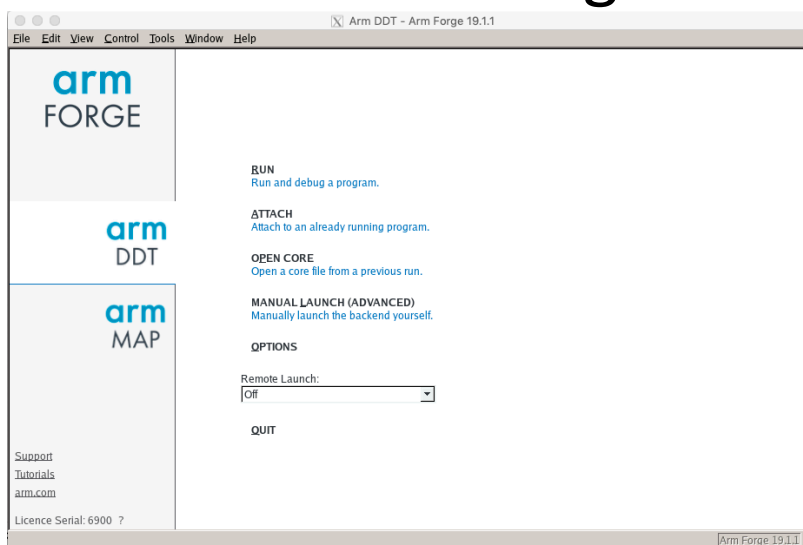 Arm DDT - Arm Forge 19.1.1
File Edit View Control Tools Window Help
arm
FORGE
RUN
Run and debug a program.
ATTACH
Attach to an already running program.
arm
DDT
OPEN CORE
Open a core file from a previous run.
MANUAL LAUNCH (ADVANCED)
Manually launch the backend yourself.
arm
MAP
OPTIONS
Remote Launch:
Off
QUIT
Support
Tutorials
arm.com
Licence Serial: 6900 ?
Arm Forge 19.1.1